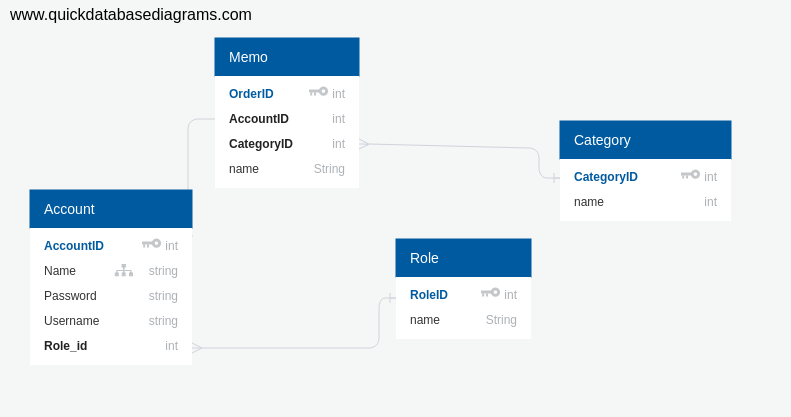 www.quickdatabasediagrams.com
Memo
OrderID int
AccountID int
CategoryID int
name String
Category
CategoryID int
name int
Account
AccountID int
Name string
Password string
Username string
Role_id int
Role
RoleID int
name String